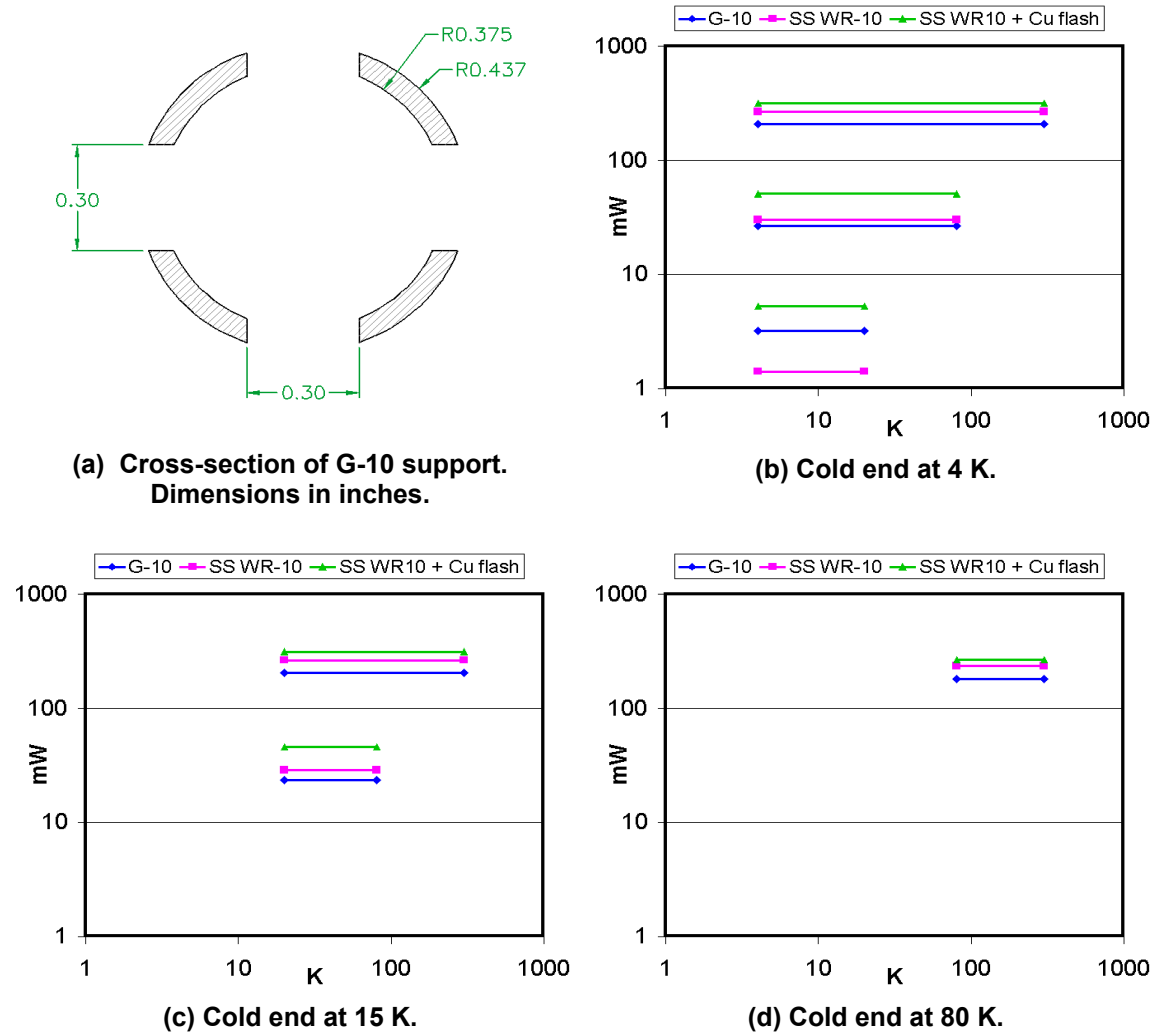 R0.375
R0.437
0.30
0.30
(a) Cross-section of G-10 support.
Dimensions in inches.
G-10 SS WR-10 SS WR10 + Cu flash
1000
100
10
1
mW
1 10 100 1000
K
(b) Cold end at 4 K.
G-10 SS WR-10 SS WR10 + Cu flash
1000
100
10
1
mW
1 10 100 1000
K
(c) Cold end at 15 K.
G-10 SS WR-10 SS WR10 + Cu flash
1000
100
10
1
mW
1 10 100 1000
K
(d) Cold end at 80 K.